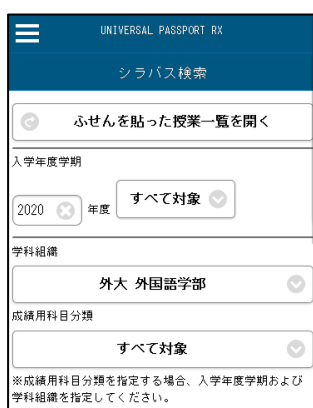 UNIVERSAL PASSPORT RX
シラバス検索
ふせんを貼った授業一覧を開く
入学年度学期
2020 年度 すべて対象
学科組織
外大 外国語学部
成績用科目分類
すべて対象
※成績用科目分類を指定する場合、入学年度学期および
学科組織を指定してください。